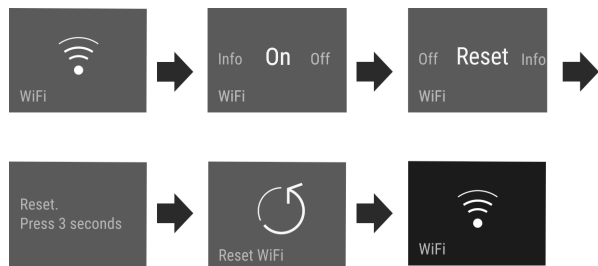 WiFi
Info On Off
WiFi
Off Reset Info
WiFi
Reset.
Press 3 seconds
Reset WiFi
WiFi